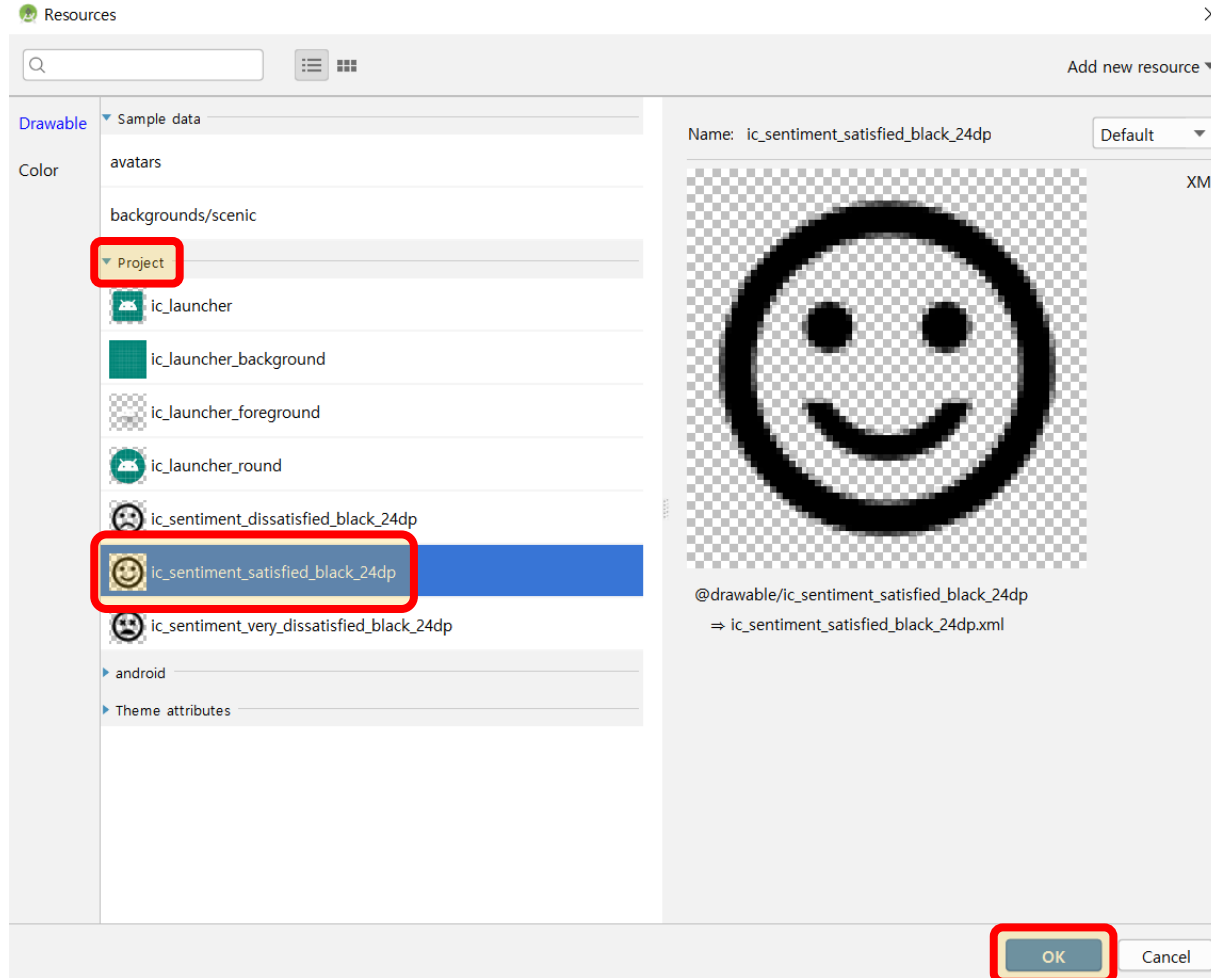 Resources
Add new resource
Drawable
Color
Sample data
avatars
backgrounds/scenic
Project
ic_launcher
ic_launcher_background
ic_launcher_foreground
ic_launcher_round
ic_sentiment_dissatisfied_black_24dp
ic_sentiment_satisfied_black_24dp
ic_sentiment_very_dissatisfied_black_24dp
android
Theme attributes
Name: ic_sentiment_satisfied_black_24dp
Default
XM
@drawable/ic_sentiment_satisfied_black_24dp
⇒ ic_sentiment_satisfied_black_24dp.xml
OK
Cancel